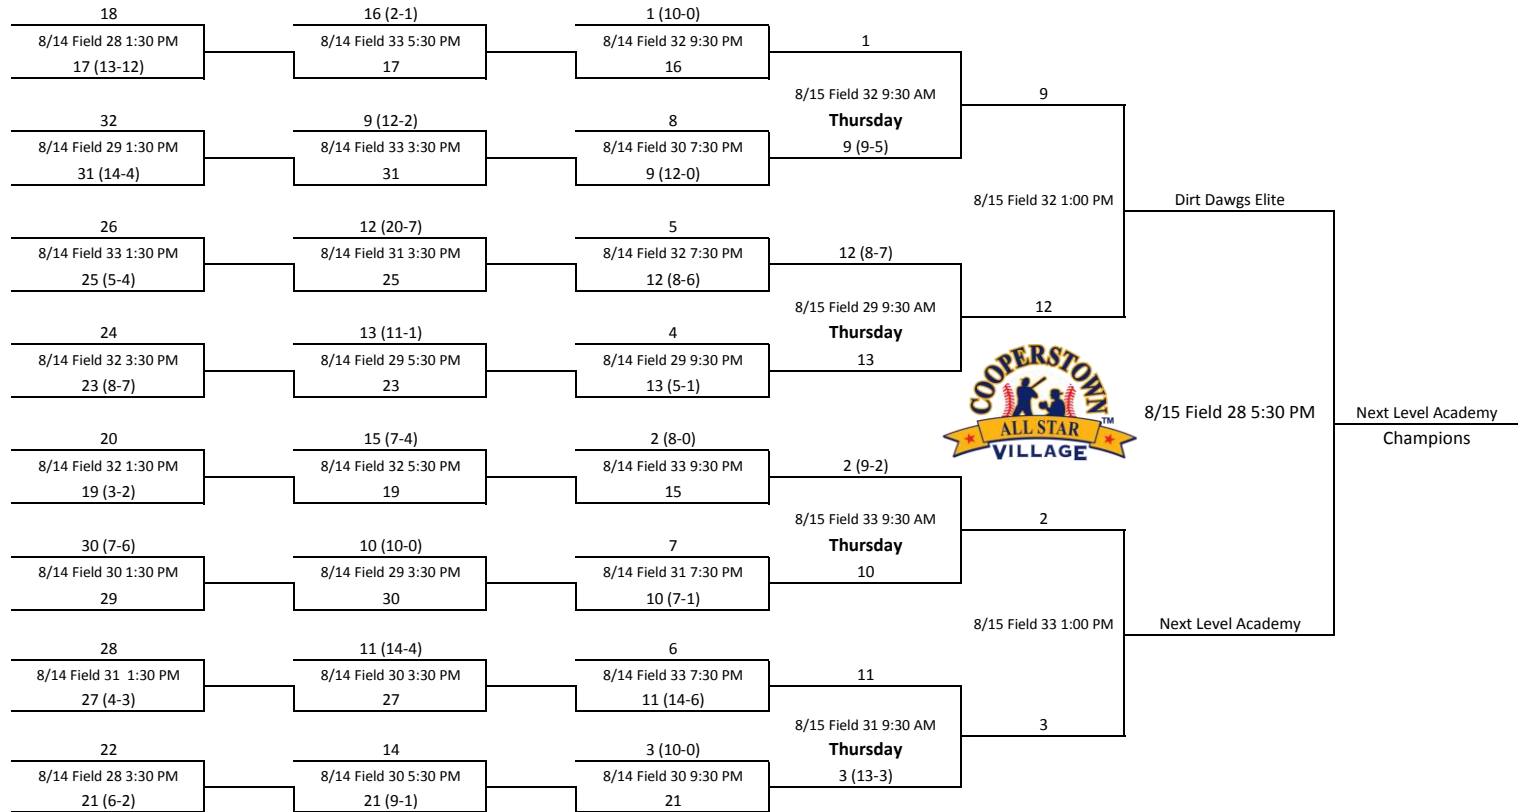 18
16 (2-1)
1 (10-0)
8/14 Field 28 1:30 PM
8/14 Field 33 5:30 PM
8/14 Field 32 9:30 PM
1
17 (13-12)
17
16
8/15 Field 32 9:30 AM
9
32
9 (12-2)
8
Thursday
8/14 Field 29 1:30 PM
8/14 Field 33 3:30 PM
8/14 Field 30 7:30 PM
9 (9-5)
31 (14-4)
31
9 (12-0)
8/15 Field 32 1:00 PM
Dirt Dawgs Elite
26
12 (20-7)
5
8/14 Field 33 1:30 PM
8/14 Field 31 3:30 PM
8/14 Field 32 7:30 PM
12 (8-7)
25 (5-4)
25
12 (8-6)
8/15 Field 29 9:30 AM
12
24
13 (11-1)
4
Thursday
8/14 Field 32 3:30 PM
8/14 Field 29 5:30 PM
8/14 Field 29 9:30 PM
13
23 (8-7)
23
13 (5-1)
COOPERSTOWN
ALL STAR
VILLAGE
TM
8/15 Field 28 5:30 PM
Next Level Academy
Champions
20
15 (7-4)
2 (8-0)
8/14 Field 32 1:30 PM
8/14 Field 32 5:30 PM
8/14 Field 33 9:30 PM
2 (9-2)
19 (3-2)
19
15
8/15 Field 33 9:30 AM
2
30 (7-6)
10 (10-0)
7
Thursday
8/14 Field 30 1:30 PM
8/14 Field 29 3:30 PM
8/14 Field 31 7:30 PM
10
29
30
10 (7-1)
8/15 Field 33 1:00 PM
Next Level Academy
28
11 (14-4)
6
8/14 Field 31 1:30 PM
8/14 Field 30 3:30 PM
8/14 Field 33 7:30 PM
11
27 (4-3)
27
11 (14-6)
8/15 Field 31 9:30 AM
3
22
14
3 (10-0)
Thursday
8/14 Field 28 3:30 PM
8/14 Field 30 5:30 PM
8/14 Field 30 9:30 PM
3 (13-3)
21 (6-2)
21 (9-1)
21